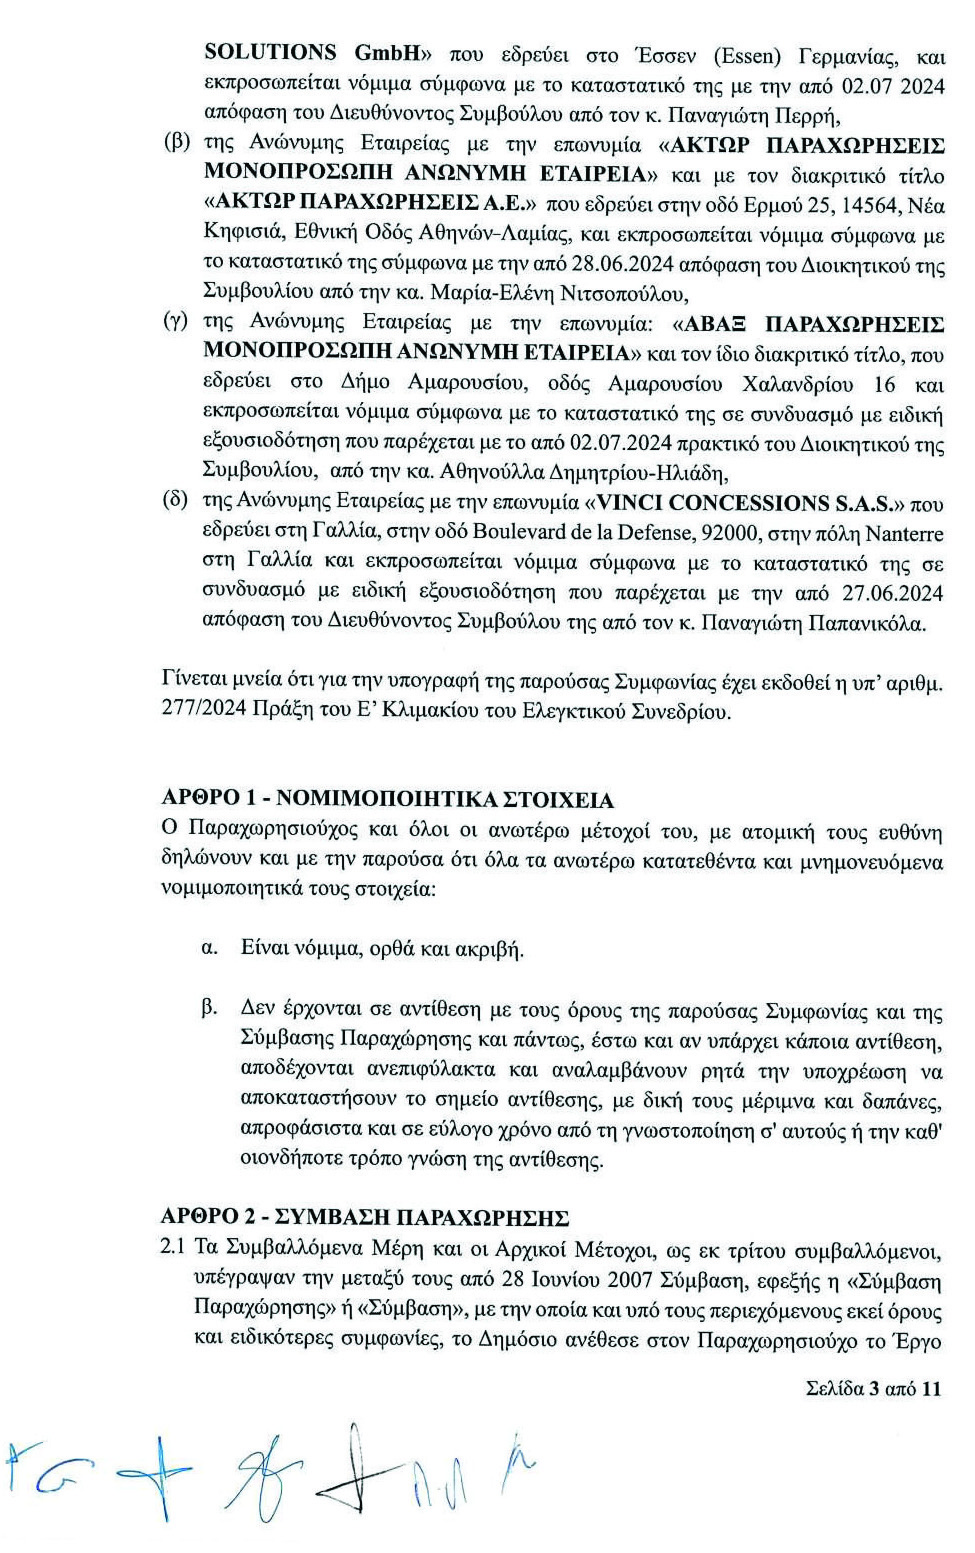 SOLUTIONS GmbH» που εδρεύει στο Έσσεν (Essen) Γερμανίας, και
εκπροσωπείται νόμιμα σύμφωνα με το καταστατικό της με την από 02.07 2024
απόφαση του Διευθύνοντος Συμβούλου από τον κ. Παναγιώτη Περρή,
(β) της Ανώνυμης Εταιρείας με την επωνυμία «ΑΚΤΩΡ ΠΑΡΑΧΩΡΗΣΕΙΣ
ΜΟΝΟΠΡΟΣΩΠΗ ΑΝΩΝΥΜΗ ΕΤΑΙΡΕΙΑ» και με τον διακριτικό τίτλο
«ΑΚΤΩΡ ΠΑΡΑΧΩΡΗΣΕΙΣ Α.Ε.» που εδρεύει στην οδό Ερμού 25, 14564, Νέα
Κηφισιά, Εθνική Οδός Αθηνών-Λαμίας, και εκπροσωπείται νόμιμα σύμφωνα με
το καταστατικό της σύμφωνα με την από 28.06.2024 απόφαση του Διοικητικού της
Συμβουλίου από την κα. Μαρία-Ελένη Νιτσοπούλου,
(γ) της Ανώνυμης Εταιρείας με την επωνυμία: «ΑΒΑΞ ΠΑΡΑΧΩΡΗΣΕΙΣ
ΜΟΝΟΠΡΟΣΩΠΗ ΑΝΩΝΥΜΗ ΕΤΑΙΡΕΙΑ» και τον ίδιο διακριτικό τίτλο, που
εδρεύει στο Δήμο Αμαρουσίου, οδός Αμαρουσίου Χαλανδρίου 16 και
εκπροσωπείται νόμιμα σύμφωνα με το καταστατικό της σε συνδυασμό με ειδική
εξουσιοδότηση που παρέχεται με το από 02.07.2024 πρακτικό του Διοικητικού της
Συμβουλίου, από την κα. Αθηνούλλα Δημητρίου-Ηλιάδη,
(δ) της Ανώνυμης Εταιρείας με την επωνυμία «VINCI CONCESSIONS S.A.S.» που
εδρεύει στη Γαλλία, στην οδό Boulevard de la Defense, 92000, στην πόλη Nanterre
στη Γαλλία και εκπροσωπείται νόμιμα σύμφωνα με το καταστατικό της σε
συνδυασμό με ειδική εξουσιοδότηση που παρέχεται με την από 27.06.2024
απόφαση του Διευθύνοντος Συμβούλου της από τον κ. Παναγιώτη Παπανικόλα.
Γίνεται μνεία ότι για την υπογραφή της παρούσας Συμφωνίας έχει εκδοθεί η υπ’ αριθμ.
277/2024 Πράξη του Ε’ Κλιμακίου του Ελεγκτικού Συνεδρίου.
ΑΡΘΡΟ 1 - ΝΟΜΙΜΟΠΟΙΗΤΙΚΑ ΣΤΟΙΧΕΙΑ
Ο Παραχωρησιούχος και όλοι οι ανωτέρω μέτοχοί του, με ατομική τους ευθύνη
δηλώνουν και με την παρούσα ότι όλα τα ανωτέρω κατατεθέντα και μνημονευόμενα
νομιμοποιητικά τους στοιχεία:
α. Είναι νόμιμα, ορθά και ακριβή.
β. Δεν έρχονται σε αντίθεση με τους όρους της παρούσας Συμφωνίας και της
Σύμβασης Παραχώρησης και πάντως, έστω και αν υπάρχει κάποια αντίθεση,
αποδέχονται ανεπιφύλακτα και αναλαμβάνουν ρητά την υποχρέωση να
αποκαταστήσουν το σημείο αντίθεσης, με δική τους μέριμνα και δαπάνες,
απροφάσιστα και σε εύλογο χρόνο από τη γνωστοποίηση σ' αυτούς ή την καθ'
οιονδήποτε τρόπο γνώση της αντίθεσης.
ΑΡΘΡΟ 2 - ΣΥΜΒΑΣΗ ΠΑΡΑΧΩΡΗΣΗΣ
2.1 Τα Συμβαλλόμενα Μέρη και οι Αρχικοί Μέτοχοι, ως εκ τρίτου συμβαλλόμενοι,
υπέγραψαν την μεταξύ τους από 28 Ιουνίου 2007 Σύμβαση, εφεξής η «Σύμβαση
Παραχώρησης» ή «Σύμβαση», με την οποία και υπό τους περιεχόμενους εκεί όρους
και ειδικότερες συμφωνίες, το Δημόσιο ανέθεσε στον Παραχωρησιούχο το Έργο
Σελίδα 3 από 11